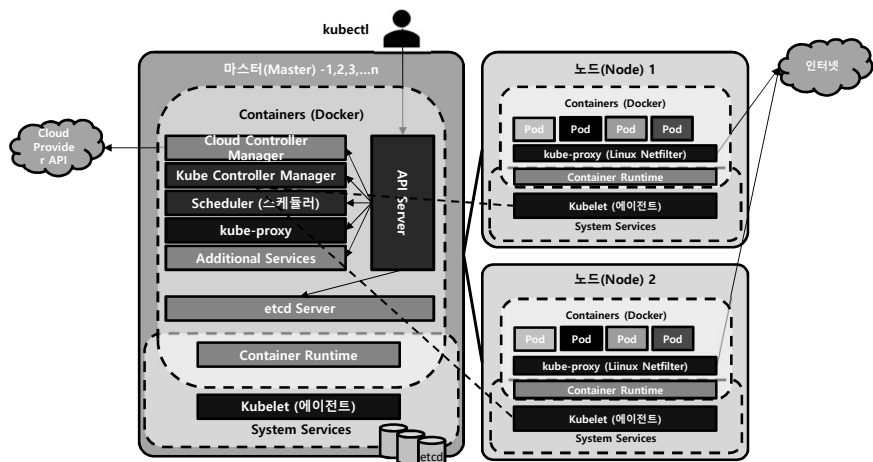 kubectl
마스터(Master) -1,2,3,...n
Containers (Docker)
Cloud Controller
Manager
Kube Controller Manager
Scheduler (스케듈러)
kube-proxy
Additional Services
API Server
etcd Server
Container Runtime
Kubelet (에이전트)
System Services
etcd
Cloud
Provide
r API
노드(Node) 1
Containers (Docker)
Pod
Pod
Pod
Pod
kube-proxy (Linux Netfilter)
Container Runtime
Kubelet (에이전트)
System Services
노드(Node) 2
Containers (Docker)
Pod
Pod
Pod
Pod
kube-proxy (Liinux Netfilter)
Container Runtime
Kubelet (에이전트)
System Services
인터넷